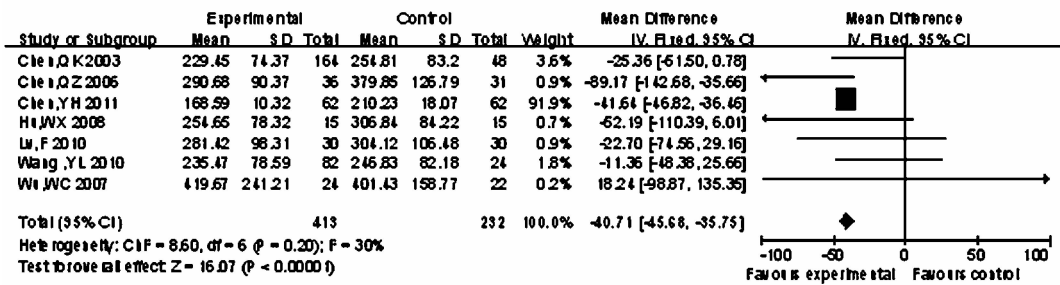 Experimental Control Mean Difference Mean Difference
Study or Subgroup Mean SD Total Mean SD Total Weight IV. Fixed. 95% CI IV. Fixed. 95% CI
Chen,QK2003 229.45 74.37 164 254.81 83.2 48 3.6% -25.36 [-51.50, 0.78]
Chen,QZ2006 290.68 90.37 36 379.85 126.79 31 0.9% -89.17 [-142.68, -35.66]
Chen,YH 2011 168.59 10.32 62 210.23 18.07 62 91.9% -41.64 [-46.82, -36.46]
Hu,WX 2008 254.65 78.32 15 306.84 84.22 15 0.7% -52.19 [-110.39, 6.01]
Lu,F 2010 281.42 98.31 30 304.12 106.48 30 0.9% -22.70 [-74.56, 29.16]
Wang ,YL 2010 235.47 78.59 82 246.83 82.18 24 1.8% -11.36 [-48.38, 25.66]
Wu,WC 2007 419.67 241.21 24 401.43 158.77 22 0.2% 18.24 [-98.87, 135.35]
Total (95% CI) 413 232 100.0% -40.71 [-45.68, -35.75]
Heterogeneity: Chi² = 8.60, df = 6 (P = 0.20); I² = 30%
Test for overall effect: Z = 16.07 (P < 0.00001)
-100 -50 0 50 100
Favours experimental Favours control